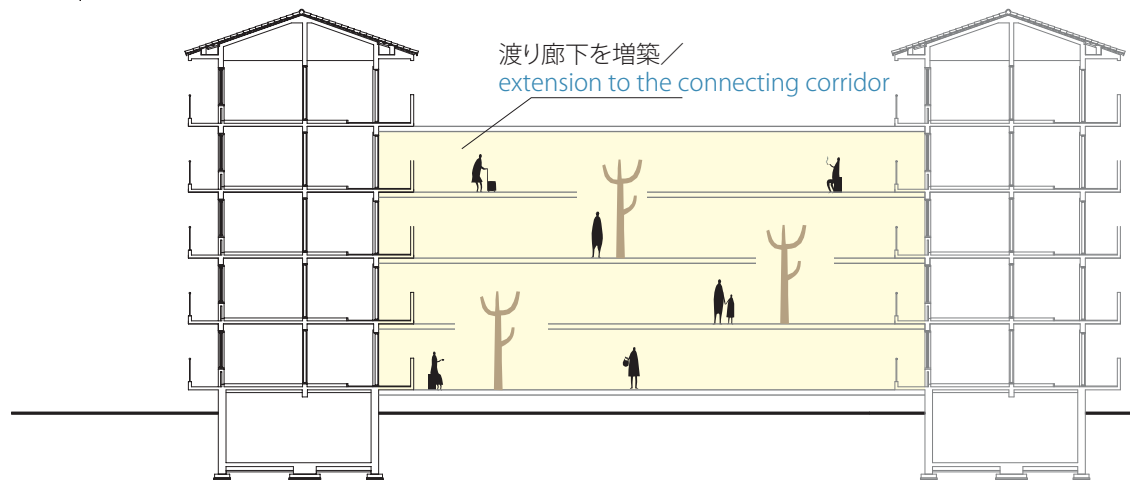 渡り廊下を増築／
extension to the connecting corridor